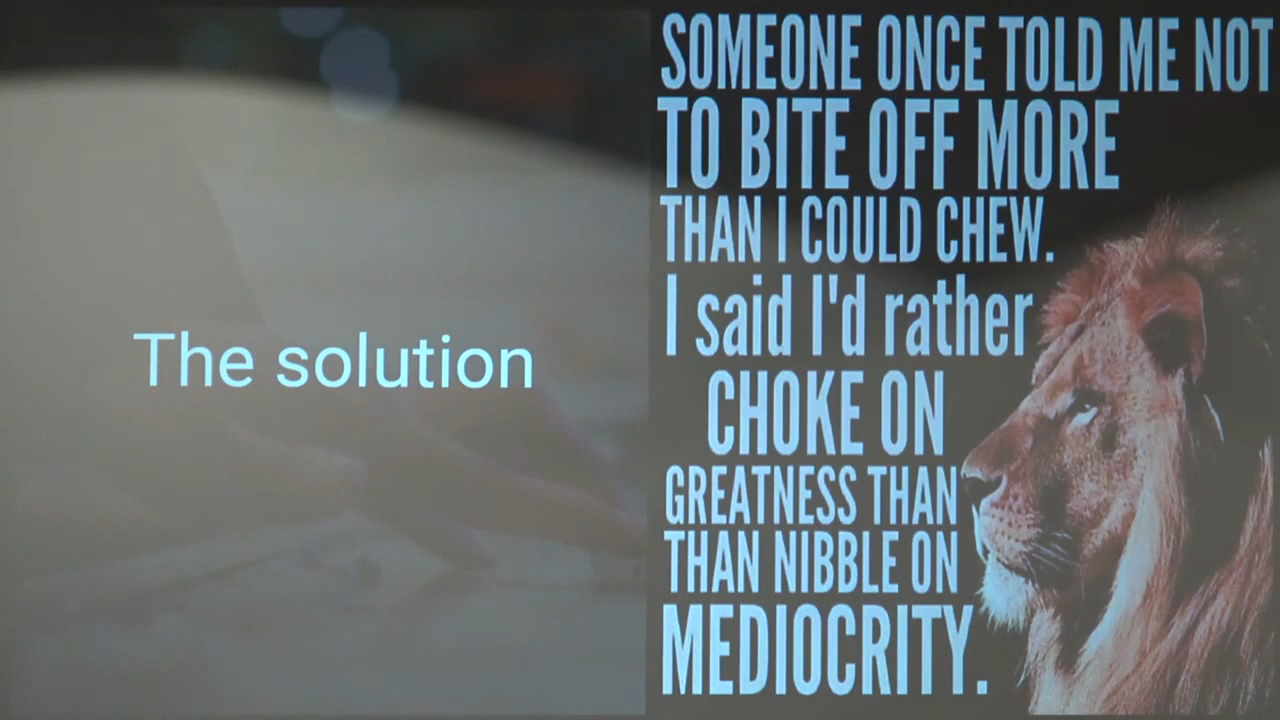 The solution
SOMEONE ONCE TOLD ME NOT
TO BITE OFF MORE
THAN I COULD CHEW.
I said I'd rather
CHOKE ON
GREATNESS THAN
THAN NIBBLE ON
MEDIOCRITY.